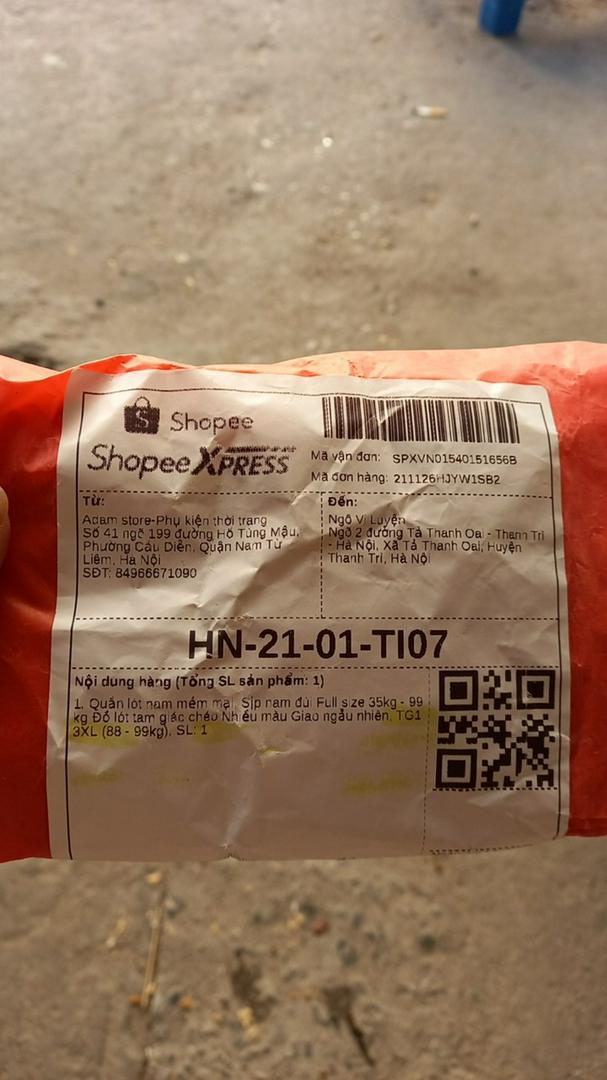 Shopee
Shopee XPRESS
Mã vận đơn: SPXVN01540151656B
Mã đơn hàng: 211126HJYW1SB2
Từ:
Adam store-Phụ kiện thời trang
Số 41 ngõ 199 đường Hồ Tùng Mậu,
Phường Cầu Diễn, Quận Nam Từ
Liêm, Hà Nội
SĐT: 84966671090
Đến:
Ngô Vi Luyện
Ngõ 2 đường Tả Thanh Oai - Thanh Trì
- Hà Nội, Xã Tả Thanh Oai, Huyện
Thanh Trì, Hà Nội
HN-21-01-TI07
Nội dung hàng (Tổng SL sản phẩm: 1)
1. Quần lót nam mềm mại, Sịp nam đùi Full size 35kg - 99
kg Đồ lót tam giác chéo Nhiều màu Giao ngẫu nhiên, TG1
3XL (88 - 99kg), SL: 1